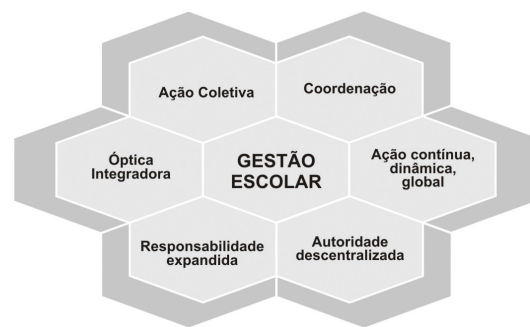 Ação Coletiva
Coordenação
Óptica
Integradora
GESTÃO
ESCOLAR
Ação contínua,
dinâmica,
global
Responsabilidade
expandida
Autoridade
descentralizada